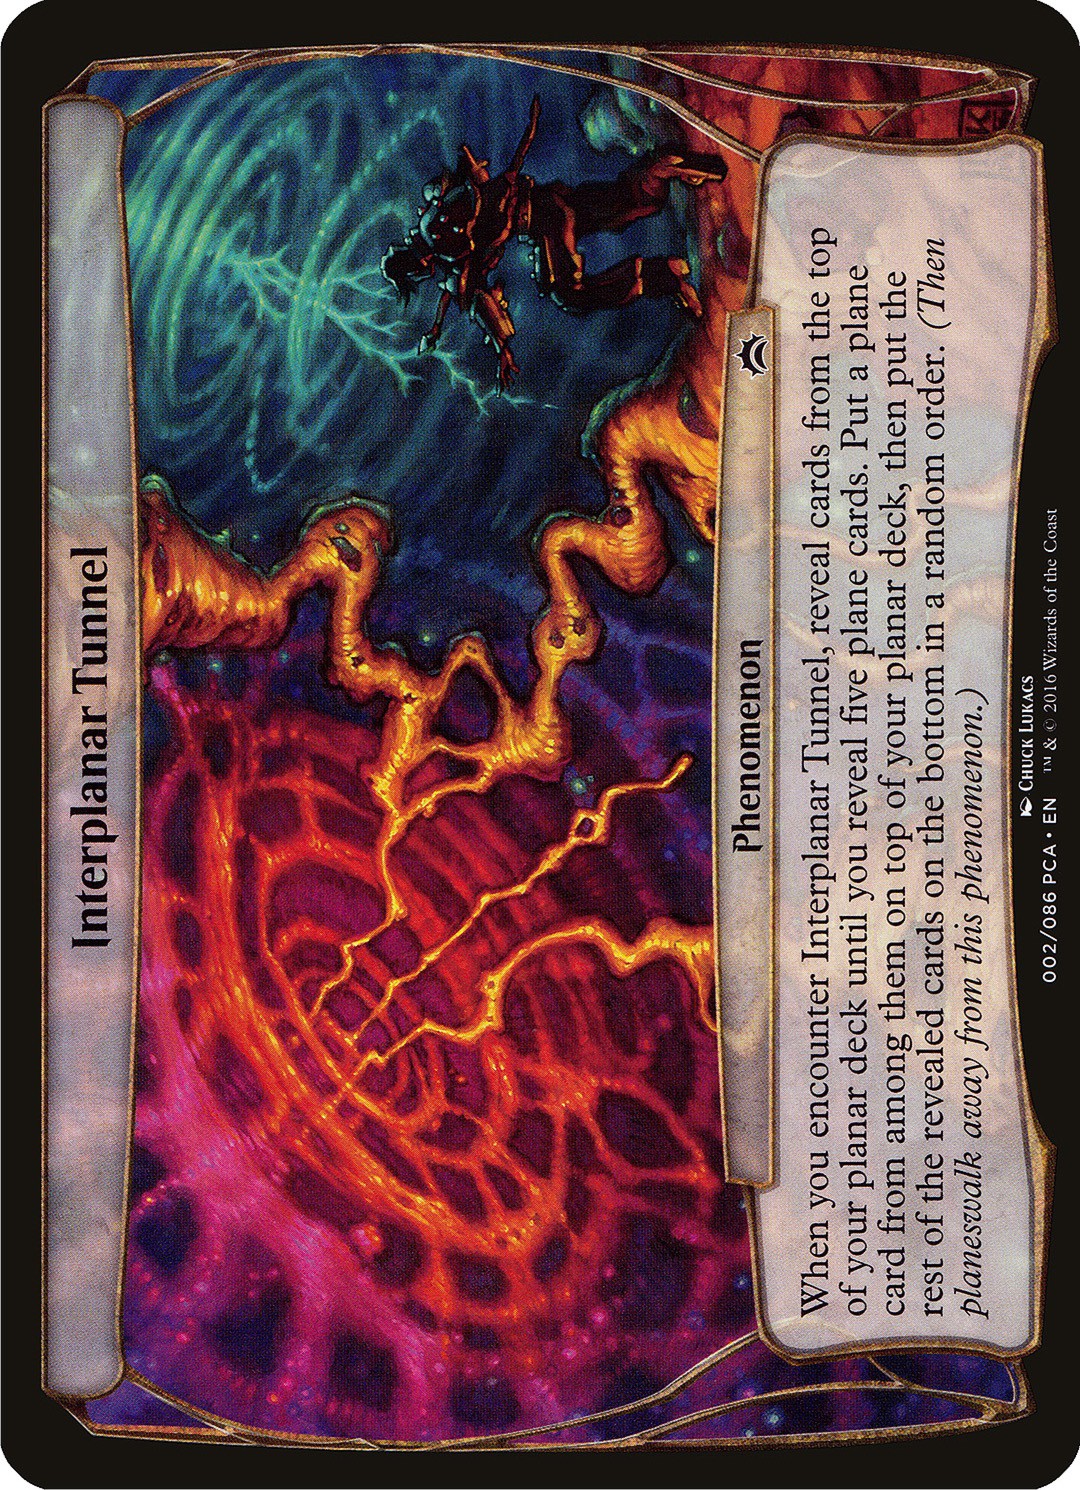 Interplanar Tunnel
Phenomenon
When you encounter Interplanar Tunnel, reveal cards from the top
of your planar deck until you reveal five plane cards. Put a plane
card from among them on top of your planar deck, then put the
rest of the revealed cards on the bottom in a random order. (Then
planeswalk away from this phenomenon.)
Chuck Lukacs
002/086 PCA • EN ™ & © 2016 Wizards of the Coast